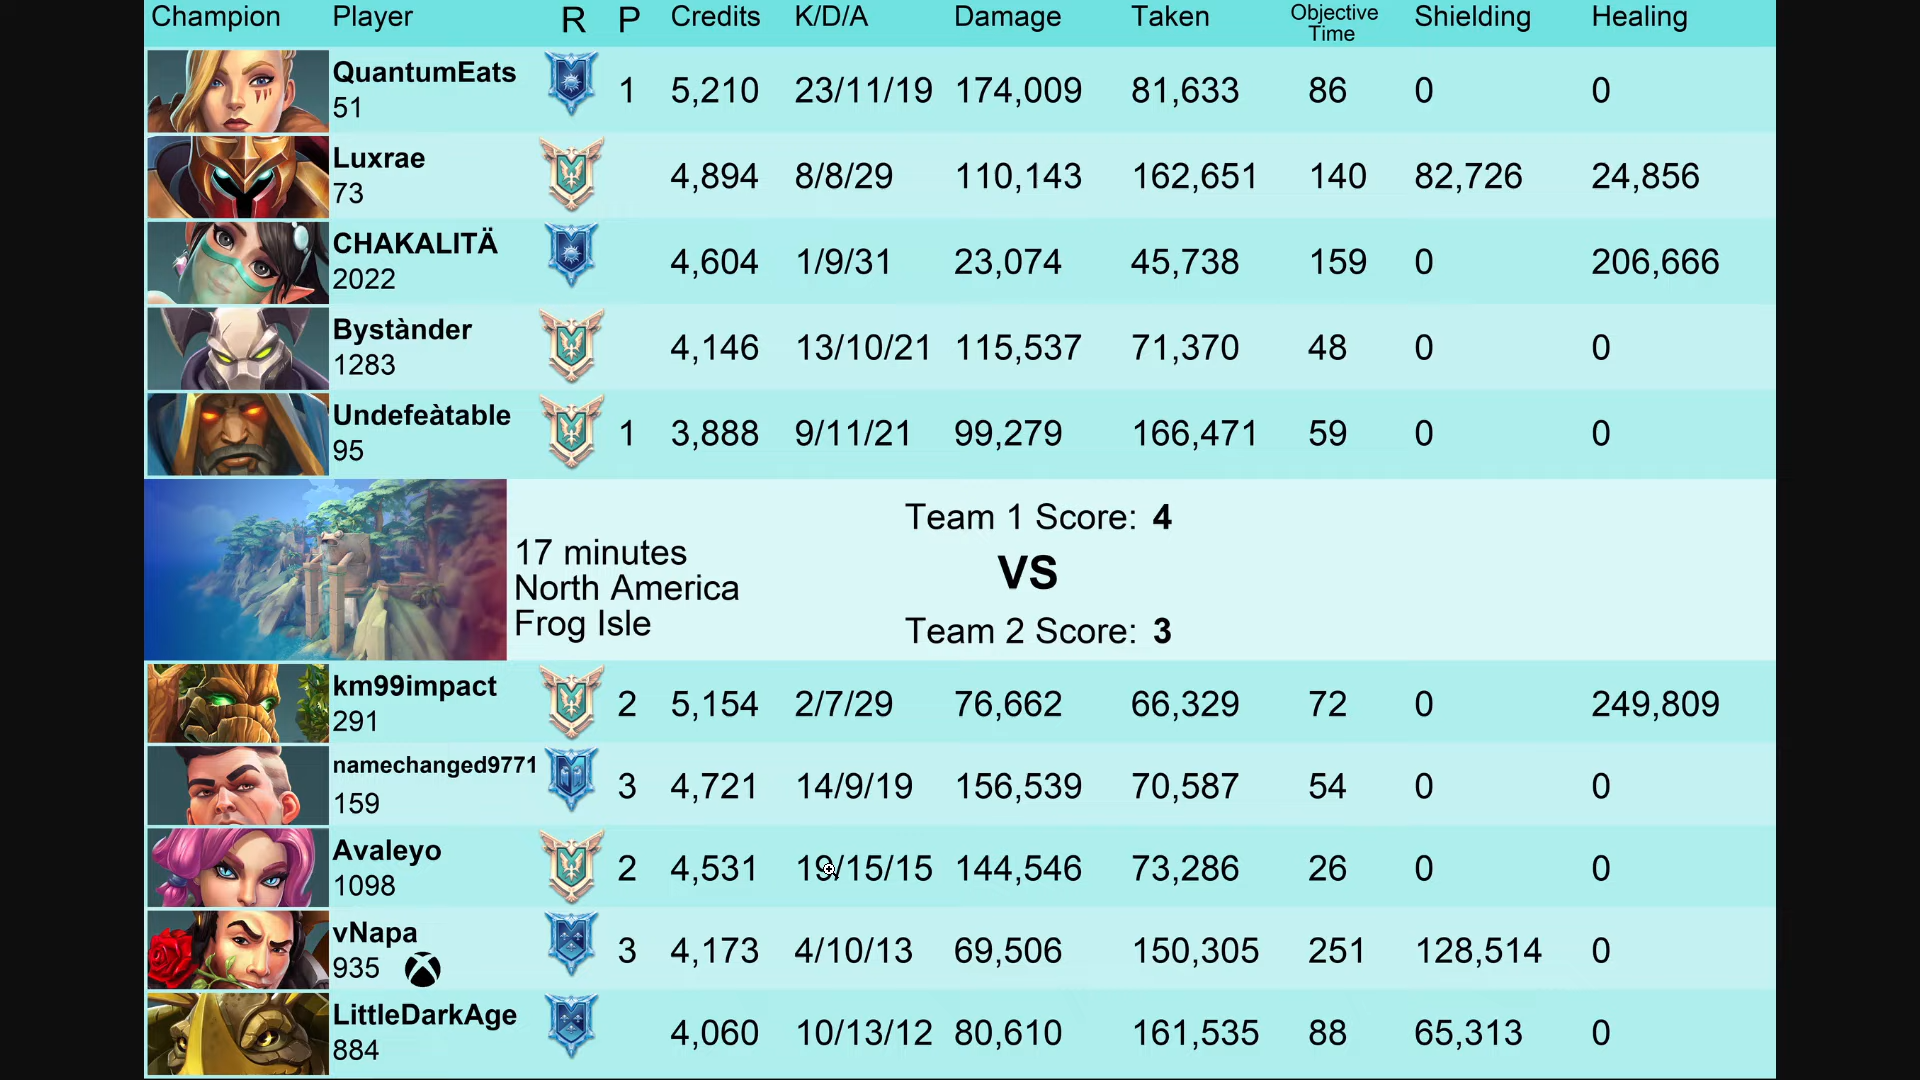 Champion Player R P Credits K/D/A Damage Taken Objective Time Shielding Healing
QuantumEats
51
1 5,210 23/11/19 174,009 81,633 86 0 0
Luxrae
73
4,894 8/8/29 110,143 162,651 140 82,726 24,856
CHAKALITÄ
2022
4,604 1/9/31 23,074 45,738 159 0 206,666
Bystànder
1283
4,146 13/10/21 115,537 71,370 48 0 0
Undefeàtable
95
1 3,888 9/11/21 99,279 166,471 59 0 0
17 minutes
North America
Frog Isle
Team 1 Score: 4
VS
Team 2 Score: 3
km99impact
291
2 5,154 2/7/29 76,662 66,329 72 0 249,809
namechanged9771
159
3 4,721 14/9/19 156,539 70,587 54 0 0
Avaleyo
1098
2 4,531 19/15/15 144,546 73,286 26 0 0
vNapa
935
3 4,173 4/10/13 69,506 150,305 251 128,514 0
LittleDarkAge
884
4,060 10/13/12 80,610 161,535 88 65,313 0